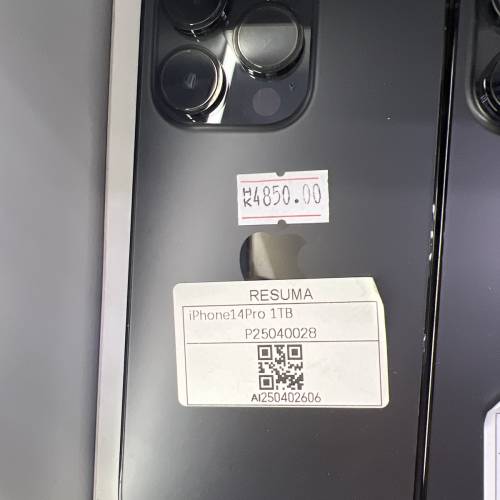 HK4850.00
RESUMA
iPhone14Pro 1TB
P25040028
AI250402606